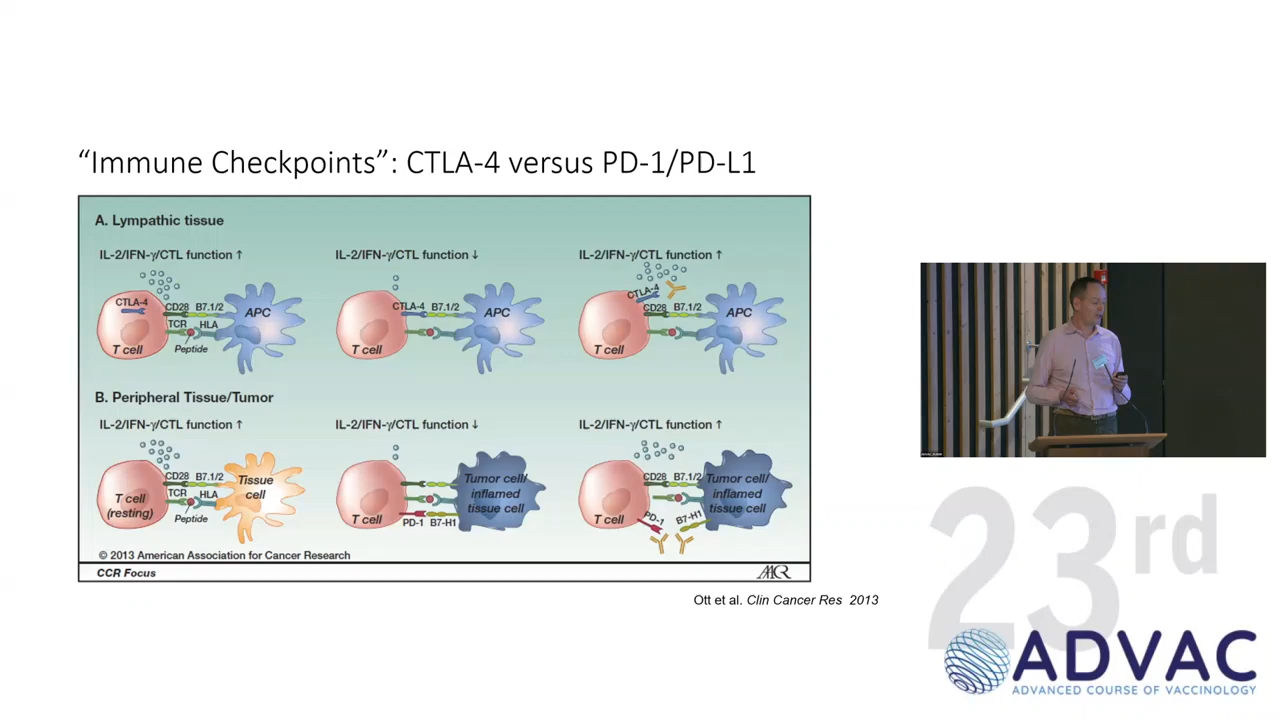 “Immune Checkpoints”: CTLA-4 versus PD-1/PD-L1
A. Lympathic tissue
IL-2/IFN-γ/CTL function ↑
IL-2/IFN-γ/CTL function ↓
IL-2/IFN-γ/CTL function ↑
CTLA-4
CD28 B7.1/2
TCR HLA
Peptide
T cell
APC
CTLA-4 B7.1/2
T cell
APC
CTLA-4
CD28 B7.1/2
T cell
APC
B. Peripheral Tissue/Tumor
IL-2/IFN-γ/CTL function ↑
IL-2/IFN-γ/CTL function ↓
IL-2/IFN-γ/CTL function ↑
CD28 B7.1/2
TCR HLA
Peptide
T cell
(resting)
Tissue
cell
T cell
PD-1 B7-H1
Tumor cell/
inflamed
tissue cell
CD28 B7.1/2
T cell
PD-1
B7-H1
Tumor cell/
inflamed
tissue cell
© 2013 American Association for Cancer Research
CCR Focus
AACR
Ott et al. Clin Cancer Res 2013
23rd
ADVAC
ADVANCED COURSE OF VACCINOLOGY